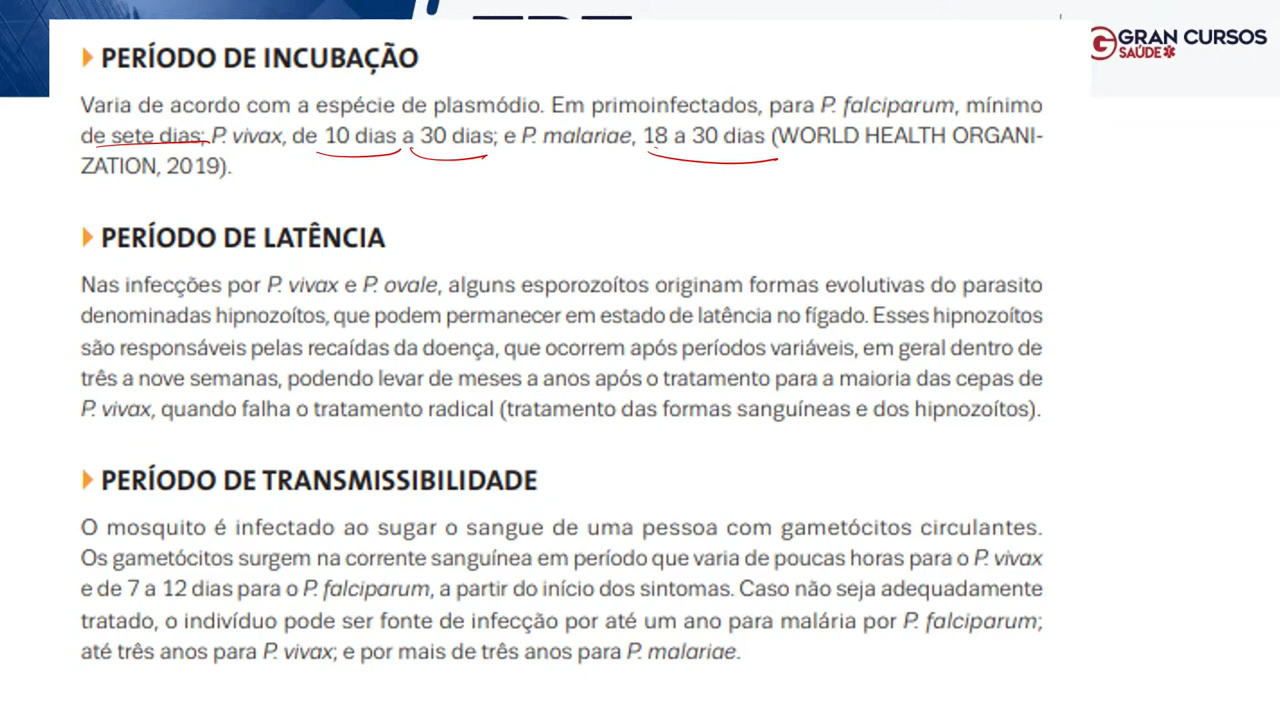 GRAN CURSOS
SAÚDE
PERÍODO DE INCUBAÇÃO
Varia de acordo com a espécie de plasmódio. Em primoinfectados, para P. falciparum, mínimo
de sete dias; P. vivax, de 10 dias a 30 dias; e P. malariae, 18 a 30 dias (WORLD HEALTH ORGANI-
ZATION, 2019).
PERÍODO DE LATÊNCIA
Nas infecções por P. vivax e P. ovale, alguns esporozoítos originam formas evolutivas do parasito
denominadas hipnozoítos, que podem permanecer em estado de latência no fígado. Esses hipnozoítos
são responsáveis pelas recaídas da doença, que ocorrem após períodos variáveis, em geral dentro de
três a nove semanas, podendo levar de meses a anos após o tratamento para a maioria das cepas de
P. vivax, quando falha o tratamento radical (tratamento das formas sanguíneas e dos hipnozoítos).
PERÍODO DE TRANSMISSIBILIDADE
O mosquito é infectado ao sugar o sangue de uma pessoa com gametócitos circulantes.
Os gametócitos surgem na corrente sanguínea em período que varia de poucas horas para o P. vivax
e de 7 a 12 dias para o P. falciparum, a partir do início dos sintomas. Caso não seja adequadamente
tratado, o indivíduo pode ser fonte de infecção por até um ano para malária por P. falciparum;
até três anos para P. vivax; e por mais de três anos para P. malariae.